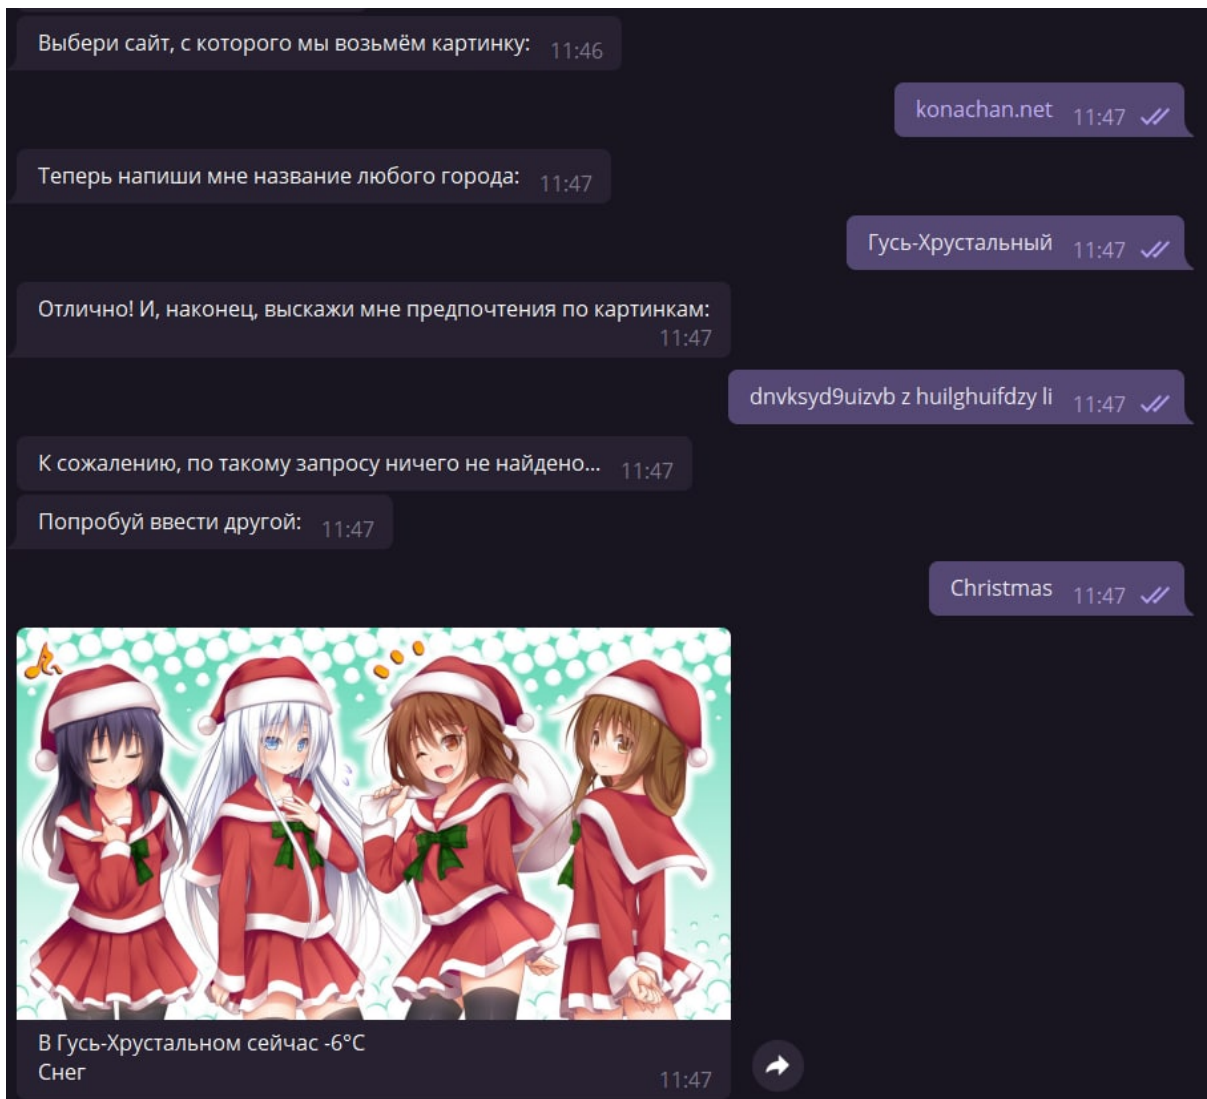 Выбери сайт, с которого мы возьмём картинку: 11:46
konachan.net 11:47
Теперь напиши мне название любого города: 11:47
Гусь-Хрустальный 11:47
Отлично! И, наконец, выскажи мне предпочтения по картинкам:
11:47
dnvksyd9uizvb z huilghuifdzy li 11:47
К сожалению, по такому запросу ничего не найдено... 11:47
Попробуй ввести другой: 11:47
Christmas 11:47
В Гусь-Хрустальном сейчас -6°C
Снег 11:47